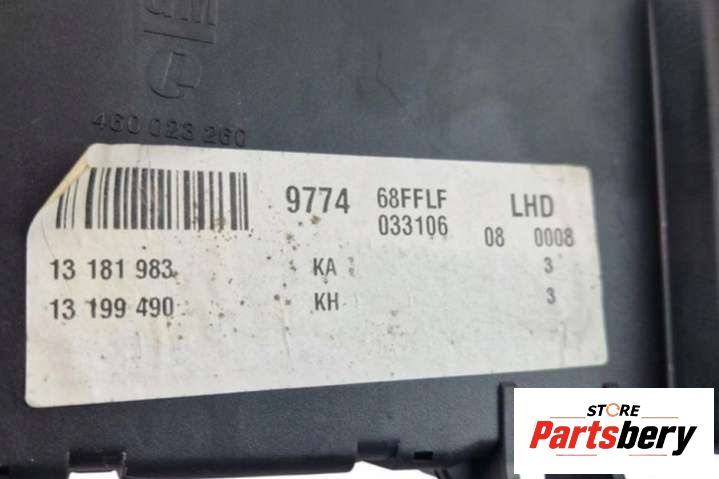 GM
460 023 260
9774 68FFLF LHD
033106 08 0008
13 181 983 KA 3
13 199 490 KH 3
STORE
Partsbery